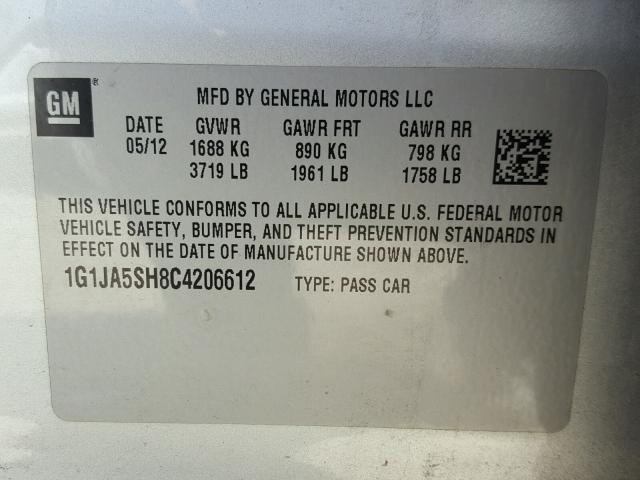 GM
MFD BY GENERAL MOTORS LLC
DATE GVWR GAWR FRT GAWR RR
05/12 1688 KG 890 KG 798 KG
3719 LB 1961 LB 1758 LB
THIS VEHICLE CONFORMS TO ALL APPLICABLE U.S. FEDERAL MOTOR
VEHICLE SAFETY, BUMPER, AND THEFT PREVENTION STANDARDS IN
EFFECT ON THE DATE OF MANUFACTURE SHOWN ABOVE.
1G1JA5SH8C4206612 TYPE: PASS CAR